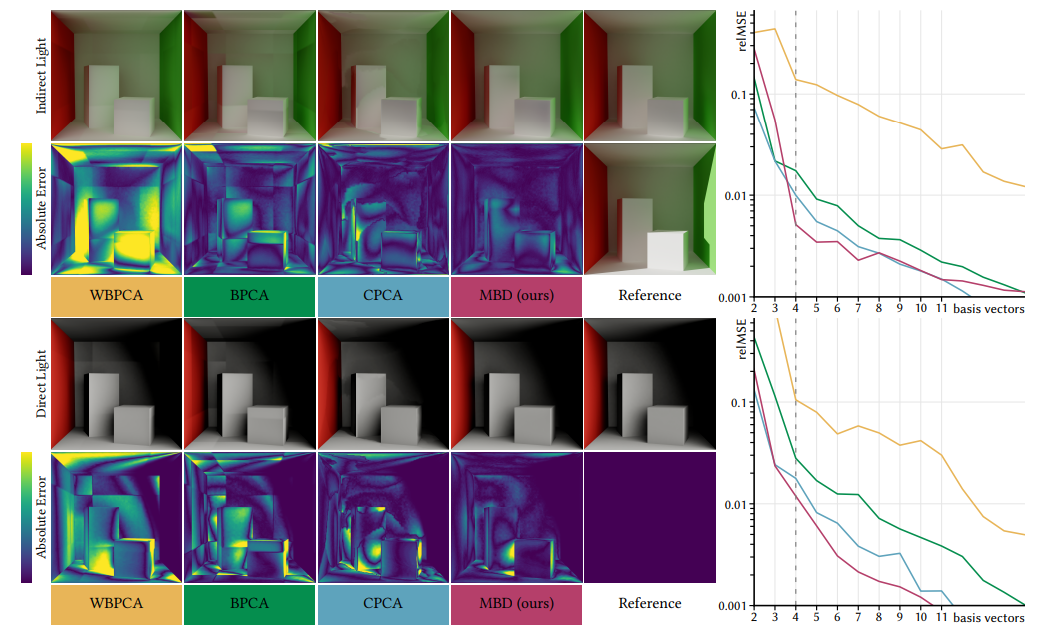 Indirect Light
Absolute Error
WBPCA BPCA CPCA MBD (ours) Reference
relMSE
0.1
0.01
0.001
2 3 4 5 6 7 8 9 10 11 basis vectors
Direct Light
Absolute Error
WBPCA BPCA CPCA MBD (ours) Reference
relMSE
0.1
0.01
0.001
2 3 4 5 6 7 8 9 10 11 basis vectors